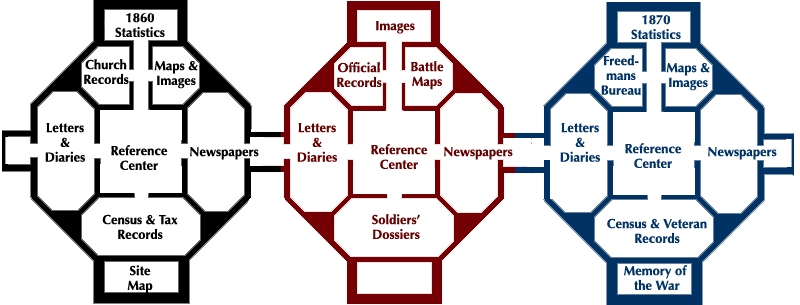 1860
Statistics
Church
Records
Maps &
Images
Letters
&
Diaries
Reference
Center
Newspapers
Census & Tax
Records
Site
Map
Images
Official
Records
Battle
Maps
Letters
&
Diaries
Reference
Center
Newspapers
Soldiers'
Dossiers
1870
Statistics
Freed-
mans
Bureau
Maps &
Images
Letters
&
Diaries
Reference
Center
Newspapers
Census & Veteran
Records
Memory of
the War